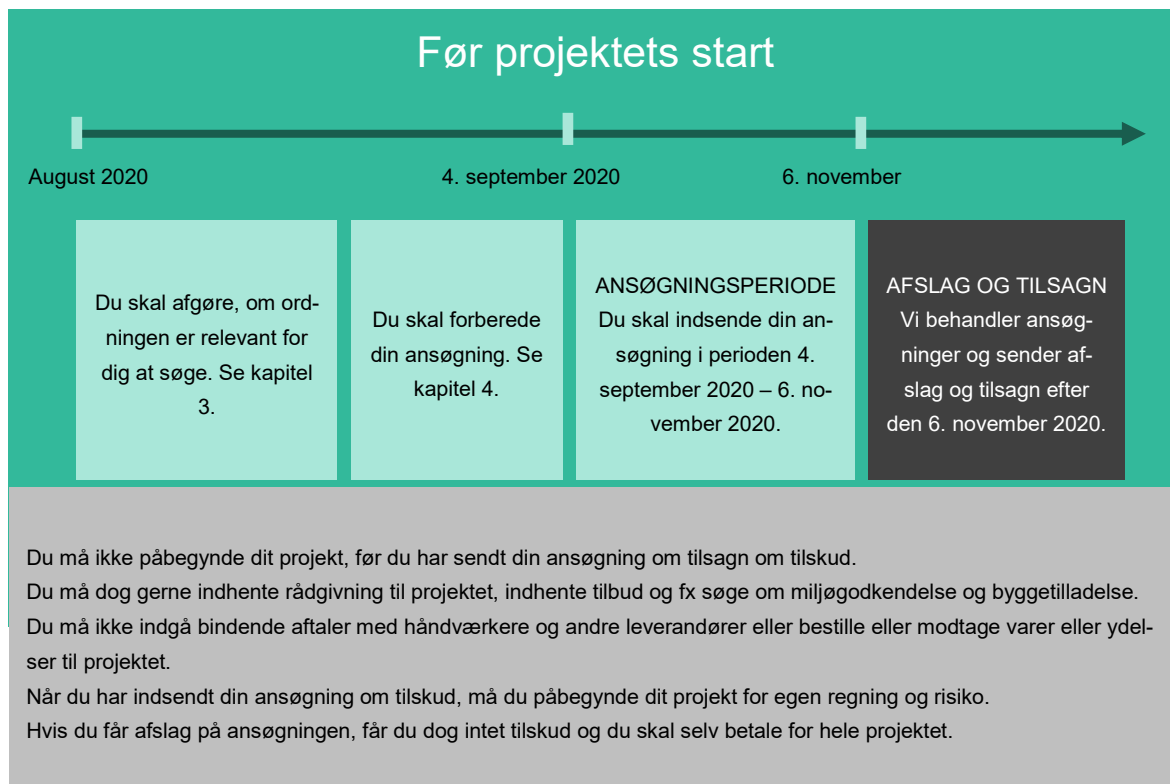 Før projektets start
August 2020
4. september 2020
6. november
Du skal afgøre, om ord-
ningen er relevant for
dig at søge. Se kapitel
3.
Du skal forberede
din ansøgning. Se
kapitel 4.
ANSØGNINGSPERIODE
Du skal indsende din an-
søgning i perioden 4.
september 2020 – 6. no-
vember 2020.
AFSLAG OG TILSAGN
Vi behandler ansøg-
ninger og sender af-
slag og tilsagn efter
den 6. november 2020.
Du må ikke påbegynde dit projekt, før du har sendt din ansøgning om tilsagn om tilskud.
Du må dog gerne indhente rådgivning til projektet, indhente tilbud og fx søge om miljøgodkendelse og byggetilladelse.
Du må ikke indgå bindende aftaler med håndværkere og andre leverandører eller bestille eller modtage varer eller ydel-
ser til projektet.
Når du har indsendt din ansøgning om tilskud, må du påbegynde dit projekt for egen regning og risiko.
Hvis du får afslag på ansøgningen, får du dog intet tilskud og du skal selv betale for hele projektet.